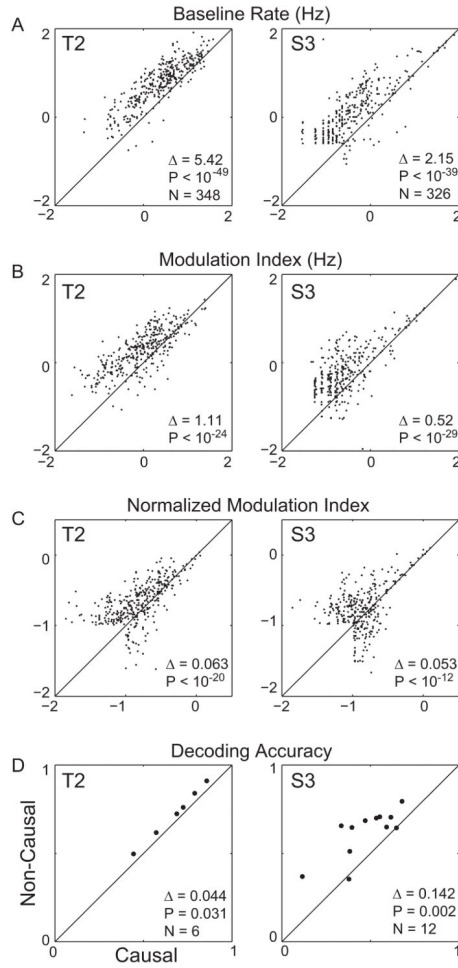 A
Baseline Rate (Hz)
T2
S3
2
0
−2
−2
0
2
Δ = 5.42
P < 10⁻⁴⁹
N = 348
2
0
−2
−2
0
2
Δ = 2.15
P < 10⁻³⁹
N = 326
B
Modulation Index (Hz)
T2
S3
2
0
−2
−2
0
2
Δ = 1.11
P < 10⁻²⁴
2
0
−2
−2
0
2
Δ = 0.52
P < 10⁻²⁹
C
Normalized Modulation Index
T2
S3
0
−1
−2
−2
−1
0
Δ = 0.063
P < 10⁻²⁰
0
−1
−2
−1
0
Δ = 0.053
P < 10⁻¹²
D
Decoding Accuracy
T2
S3
1
Non-Causal
0
0
Causal
1
Δ = 0.044
P = 0.031
N = 6
1
0
0
1
Δ = 0.142
P = 0.002
N = 12